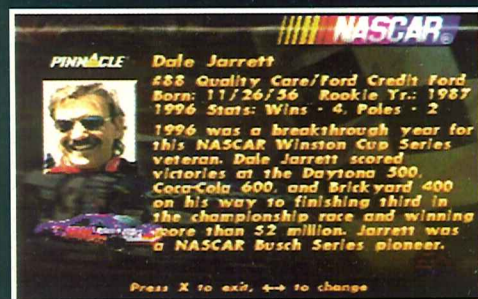 NASCAR®
PINNACLE Dale Jarrett
#88 Quality Care/Ford Credit Ford
Born: 11/26/56 Rookie Yr.: 1987
1996 Stats: Wins - 4, Poles - 2
1996 was a breakthrough year for
this NASCAR Winston Cup Series
veteran. Dale Jarrett scored
victories at the Daytona 500,
Coca-Cola 600, and Brickyard 400
on his way to finishing third in
the championship race and winning
more than $2 million. Jarrett was
a NASCAR Busch Series pioneer.
Press X to exit, ←→ to change